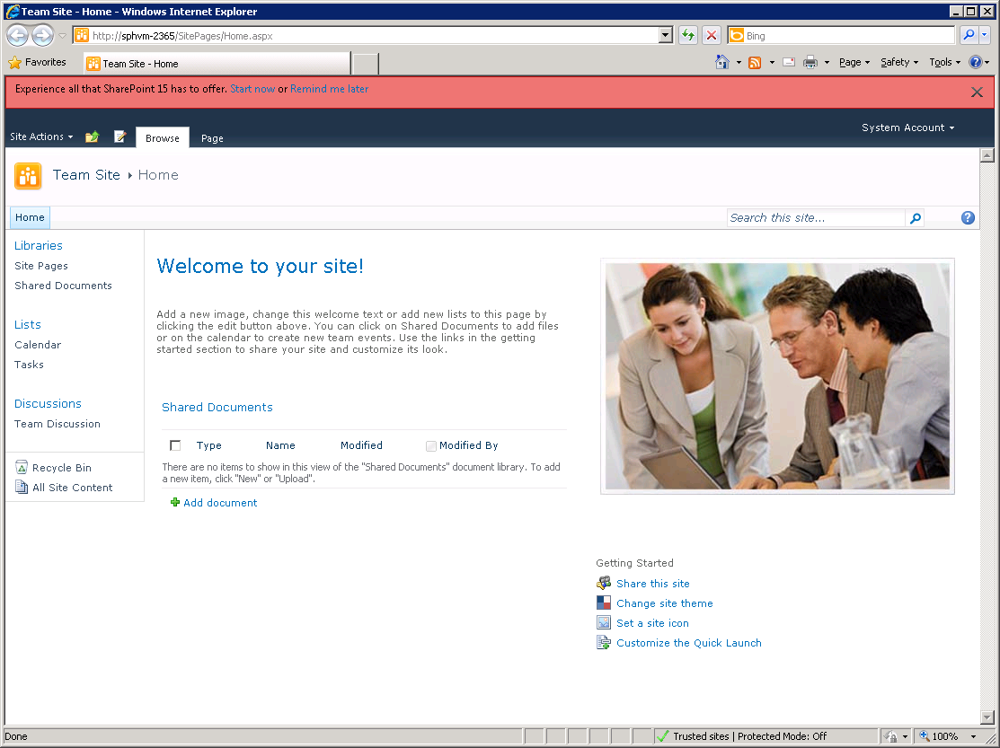 Team Site - Home - Windows Internet Explorer
http://sphvm-2365/SitePages/Home.aspx
Bing
Favorites
Team Site - Home
Page
Safety
Tools
Experience all that SharePoint 15 has to offer. Start now or Remind me later
Site Actions
Browse
Page
System Account
Team Site
Home
Home
Search this site...
Libraries
Site Pages
Shared Documents
Lists
Calendar
Tasks
Discussions
Team Discussion
Recycle Bin
All Site Content
Welcome to your site!
Add a new image, change this welcome text or add new lists to this page by
clicking the edit button above. You can click on Shared Documents to add files
or on the calendar to create new team events. Use the links in the getting
started section to share your site and customize its look.
Shared Documents
Type Name Modified Modified By
There are no items to show in this view of the "Shared Documents" document library. To add
a new item, click "New" or "Upload".
Add document
Getting Started
Share this site
Change site theme
Set a site icon
Customize the Quick Launch
Done
Trusted sites | Protected Mode: Off
100%